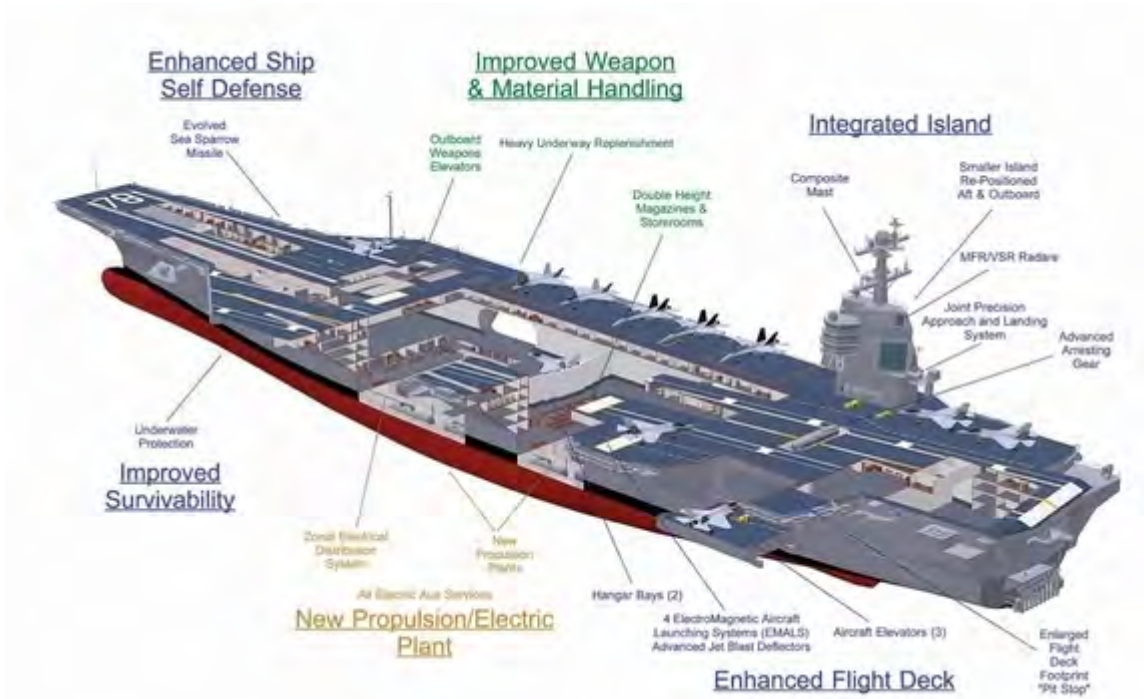 Enhanced Ship
Self Defense
Evolved
Sea Sparrow
Missile
Improved Weapon
& Material Handling
Outboard
Weapons
Elevators
Heavy Underway Replenishment
Double Height
Magazines &
Storerooms
Integrated Island
Composite
Mast
Smaller Island
Re-Positioned
Aft & Outboard
MFR/VSR Radare
Joint Precision
Approach and Landing
System
Advanced
Arresting
Gear
78
Underwater
Protection
Improved
Survivability
Zonal Electrical
Distribution
System
New
Propulsion
Plants
All Electric Aux Services
New Propulsion/Electric
Plant
Hangar Bays (2)
4 ElectroMagnetic Aircraft
Launching Systems (EMALS)
Advanced Jet Blast Deflectors
Aircraft Elevators (3)
Enlarged
Flight
Deck
Footprint
"Pit Stop"
Enhanced Flight Deck